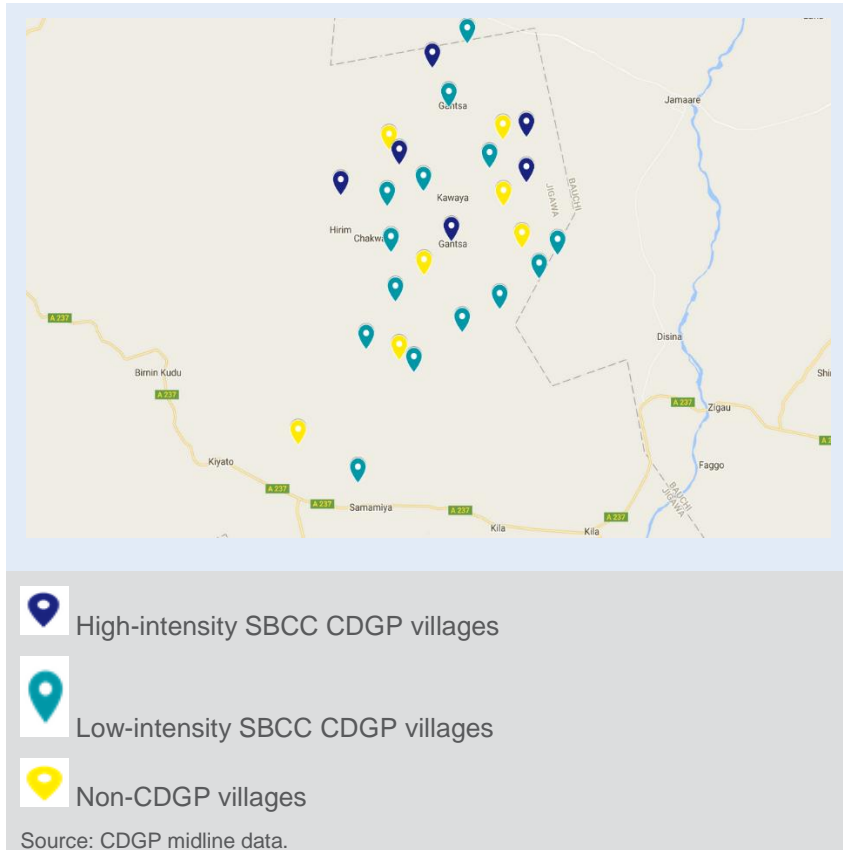 Jamaare
Gantsa
Kawaya
JIGAWA
BAUCHI
Hirim
Chakw
Gantsa
A 237
Disina
Birnin Kudu
Shi
A 237
A 237
Zigau
Kiyato
Faggo
A 237
BAUCHI
JIGAWA
A 237
Samamiya
A 237
A 237
Kila
Kila
High-intensity SBCC CDGP villages
Low-intensity SBCC CDGP villages
Non-CDGP villages
Source: CDGP midline data.